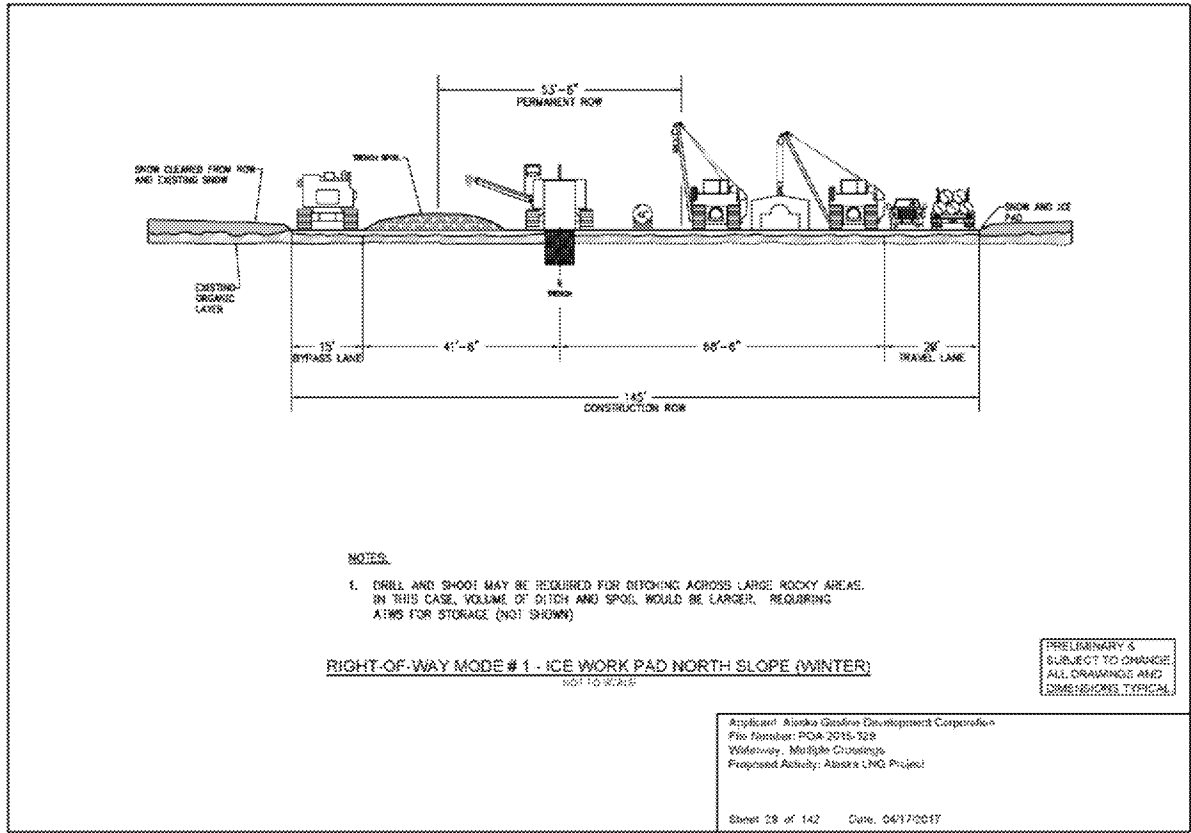 53'-6"
PERMANENT ROW
SNOW CLEARED FROM ROW
AND EXISTING SNOW
TRENCH SPOIL
SNOW AND ICE
PAD
EXISTING
ORGANIC
LAYER
TRENCH
15'
BYPASS LANE
41'-6"
68'-6"
20'
TRAVEL LANE
145'
CONSTRUCTION ROW
NOTES:
1. DRILL AND SHOOT MAY BE REQUIRED FOR DITCHING ACROSS LARGE ROCKY AREAS.
IN THIS CASE, VOLUME OF DITCH AND SPOIL WOULD BE LARGER, REQUIRING
ATWS FOR STORAGE (NOT SHOWN)
RIGHT-OF-WAY MODE # 1 - ICE WORK PAD NORTH SLOPE (WINTER)
NOT TO SCALE
PRELIMINARY &
SUBJECT TO CHANGE
ALL DRAWINGS AND
DIMENSIONS TYPICAL
Applicant: Alaska Gasline Development Corporation
File Number: POA-2015-329
Waterway: Multiple Crossings
Proposed Activity: Alaska LNG Project
Sheet 28 of 142 Date: 04/17/2017